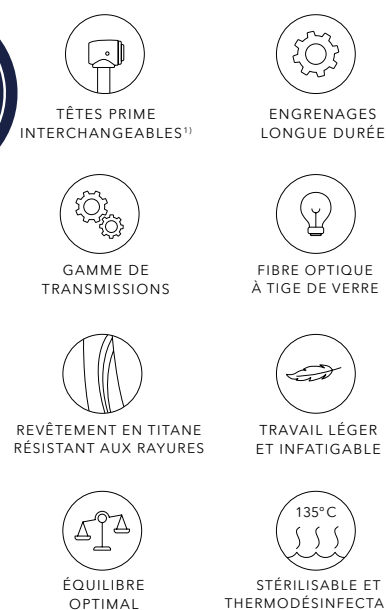 TÊTES PRIME
INTERCHANGEABLES¹⁾
ENGRENAGES
LONGUE DURÉE
GAMME DE
TRANSMISSIONS
FIBRE OPTIQUE
À TIGE DE VERRE
REVÊTEMENT EN TITANE
RÉSISTANT AUX RAYURES
TRAVAIL LÉGER
ET INFATIGABLE
ÉQUILIBRE
OPTIMAL
135°C
STÉRILISABLE ET
THERMODÉSINFECTA